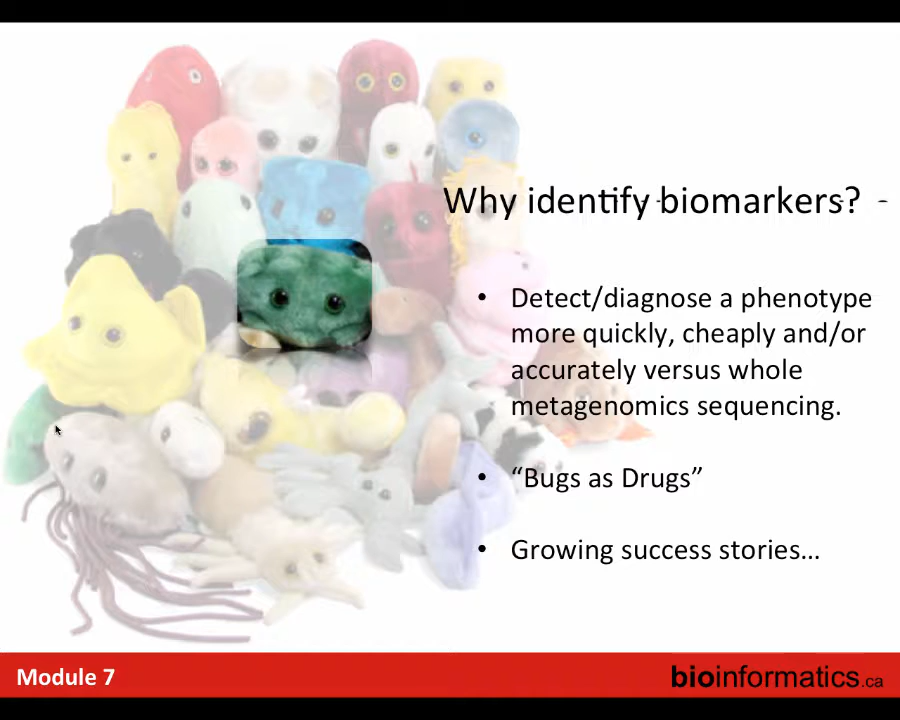 Why identify biomarkers?
• Detect/diagnose a phenotype
more quickly, cheaply and/or
accurately versus whole
metagenomics sequencing.
• “Bugs as Drugs”
• Growing success stories…
Module 7
bioinformatics.ca